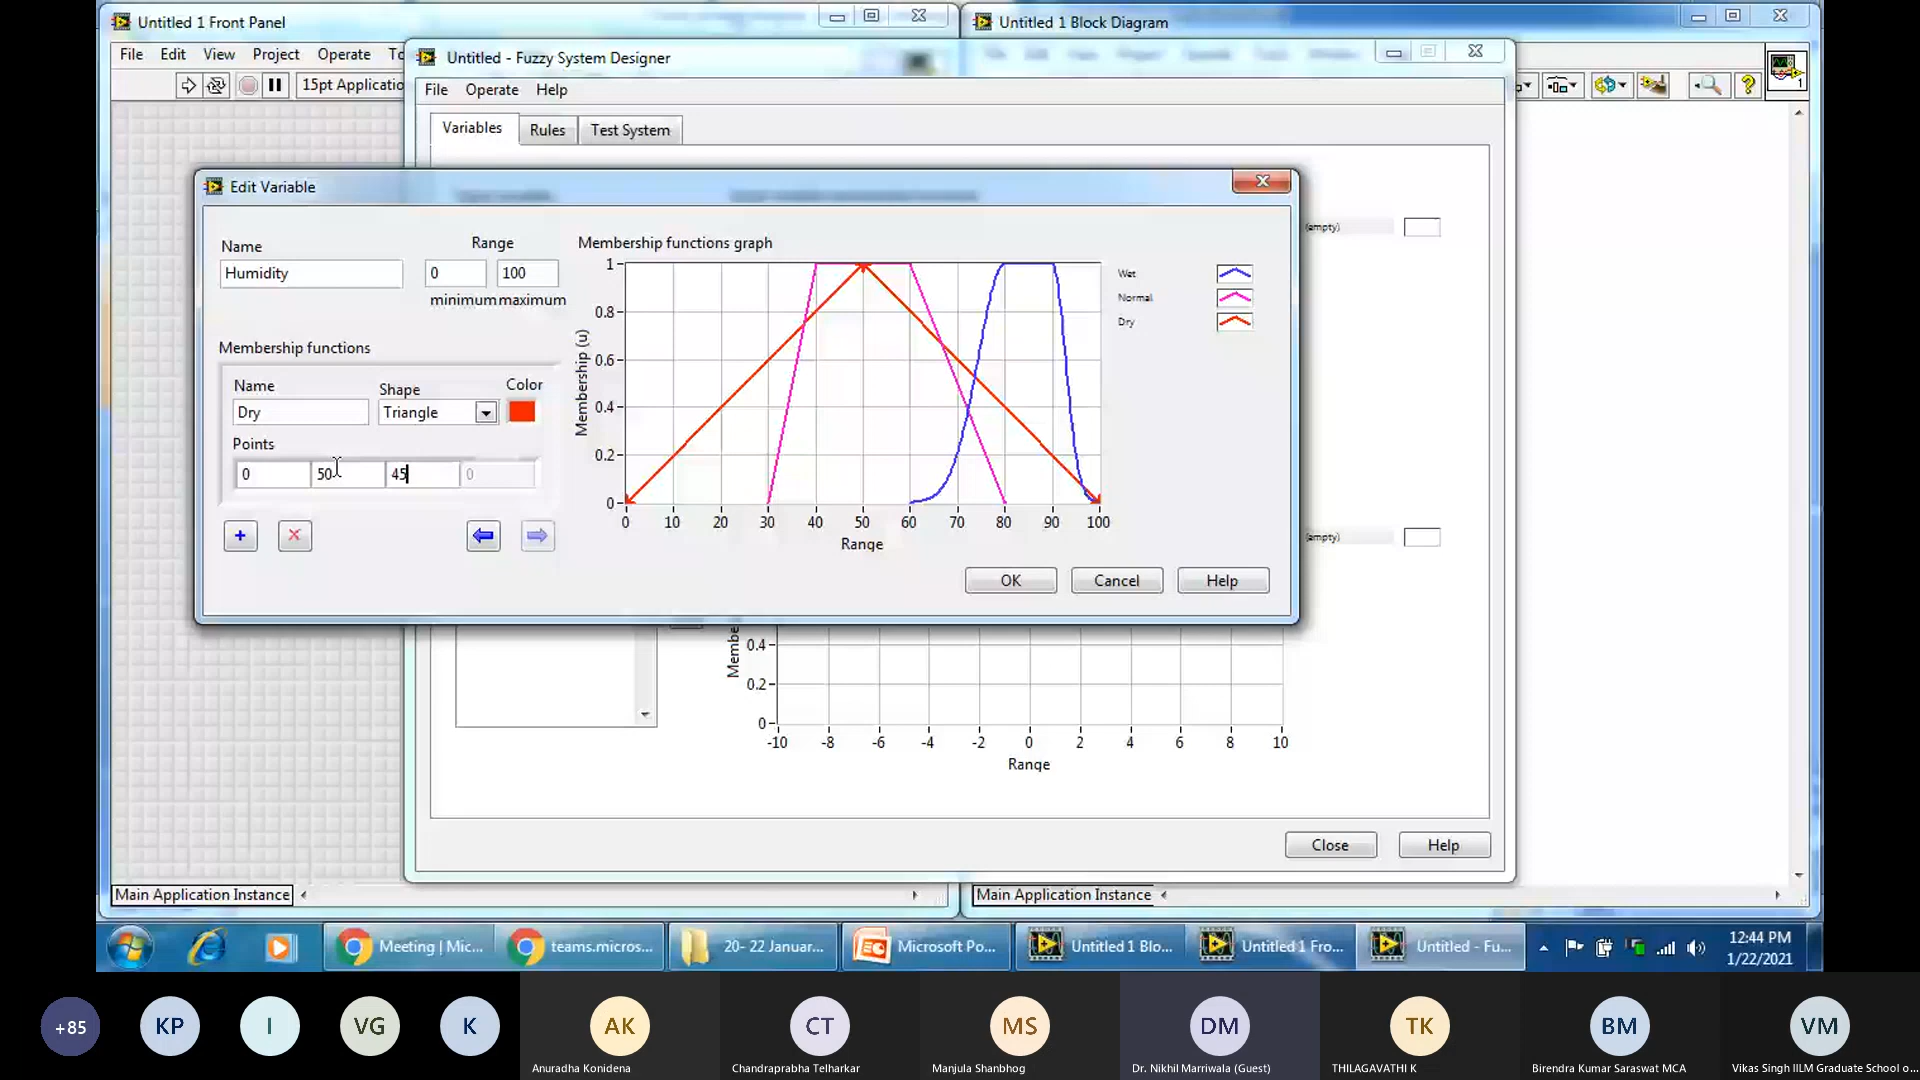 Untitled 1 Front Panel
Untitled 1 Block Diagram
File Edit View Project Operate To
Untitled - Fuzzy System Designer
15pt Applicatio
File Operate Help
Variables Rules Test System
Edit Variable
Name
Range
Membership functions graph
Humidity
0
100
minimum maximum
Wet
Normal
Dry
(empty)
Membership functions
Name
Shape
Color
Dry
Triangle
Points
0
50
45
0
Membership (u)
1
0.8
0.6
0.4
0.2
0
0 10 20 30 40 50 60 70 80 90 100
Range
(empty)
OK
Cancel
Help
Membe
0.4
0.2
0
-10 -8 -6 -4 -2 0 2 4 6 8 10
Range
Close
Help
Main Application Instance
Main Application Instance
Meeting | Mic...
teams.micros...
20- 22 Januar...
Microsoft Po...
Untitled 1 Blo...
Untitled 1 Fro...
Untitled - Fu...
12:44 PM
1/22/2021
+85
KP
I
VG
K
AK
CT
MS
DM
TK
BM
VM
Anuradha Konidena
Chandraprabha Telharkar
Manjula Shanbhog
Dr. Nikhil Marriwala (Guest)
THILAGAVATHI K
Birendra Kumar Saraswat MCA
Vikas Singh IILM Graduate School o...